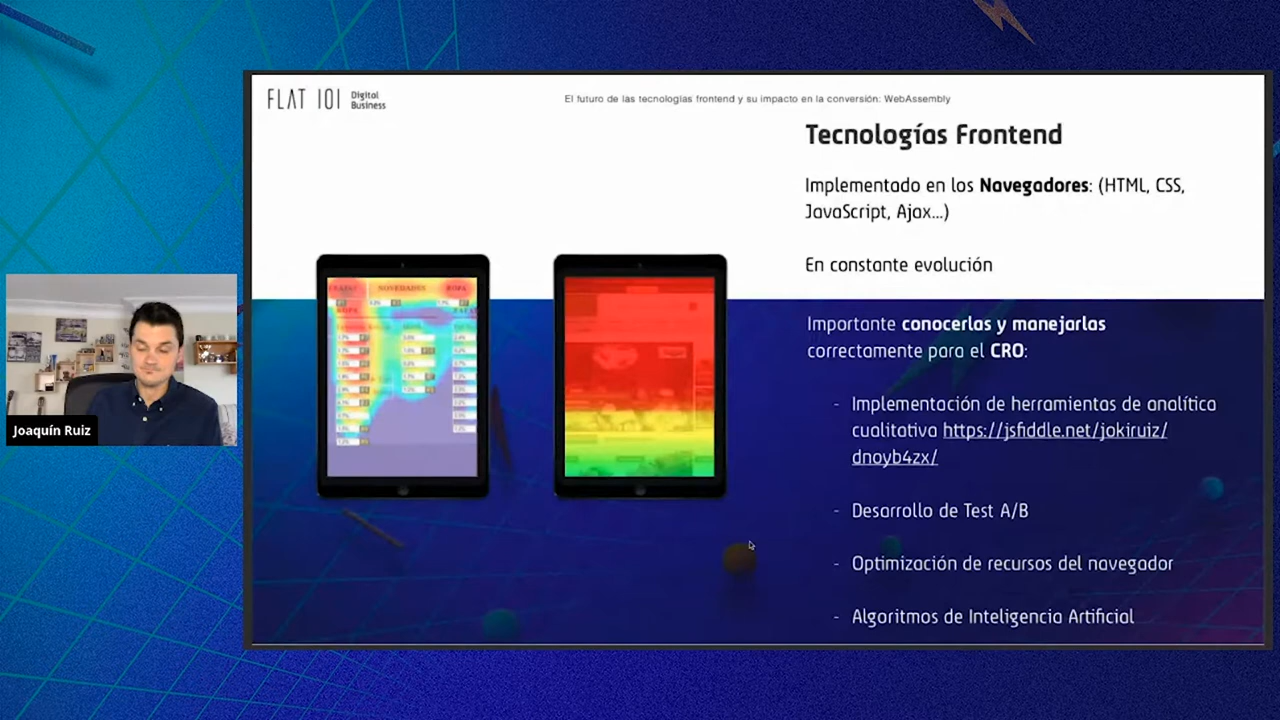 FLAT 101 Digital
Business
El futuro de las tecnologías frontend y su impacto en la conversión: WebAssembly
Tecnologías Frontend
Implementado en los Navegadores: (HTML, CSS,
JavaScript, Ajax...)
En constante evolución
NOVEDADES
ROPA
ROPA
Importante conocerlas y manejarlas
correctamente para el CRO:
- Implementación de herramientas de analítica
cualitativa https://jsfiddle.net/jokiruiz/
dnoyb4zx/
- Desarrollo de Test A/B
- Optimización de recursos del navegador
- Algoritmos de Inteligencia Artificial
Joaquín Ruiz